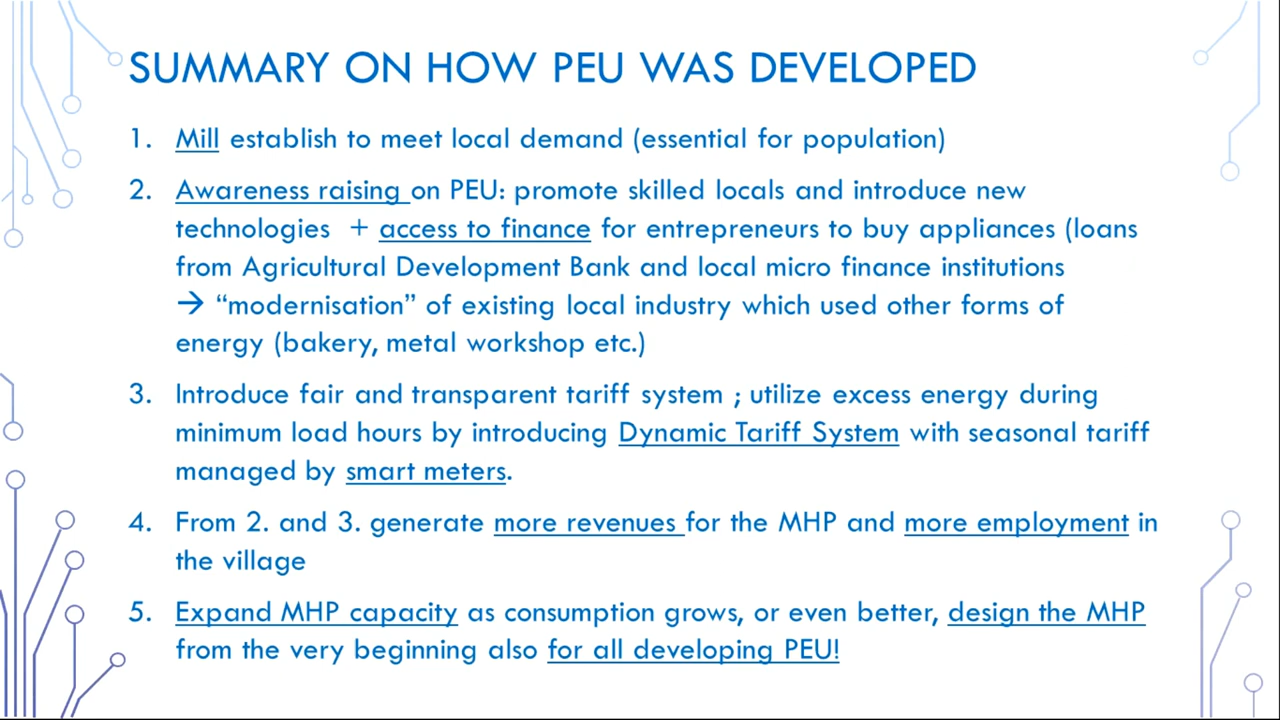 SUMMARY ON HOW PEU WAS DEVELOPED
1. Mill establish to meet local demand (essential for population)
2. Awareness raising on PEU: promote skilled locals and introduce new
technologies + access to finance for entrepreneurs to buy appliances (loans
from Agricultural Development Bank and local micro finance institutions
→ “modernisation” of existing local industry which used other forms of
energy (bakery, metal workshop etc.)
3. Introduce fair and transparent tariff system ; utilize excess energy during
minimum load hours by introducing Dynamic Tariff System with seasonal tariff
managed by smart meters.
4. From 2. and 3. generate more revenues for the MHP and more employment in
the village
5. Expand MHP capacity as consumption grows, or even better, design the MHP
from the very beginning also for all developing PEU!